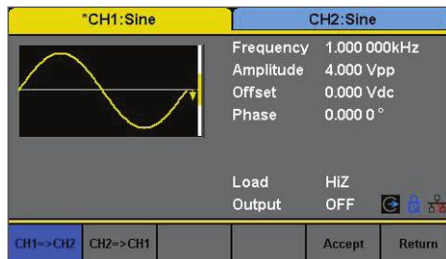 *CH1:Sine CH2:Sine
Frequency 1.000 000kHz
Amplitude 4.000 Vpp
Offset 0.000 Vdc
Phase 0.000 0 °
Load HiZ
Output OFF
CH1=>CH2 CH2=>CH1 Accept Return